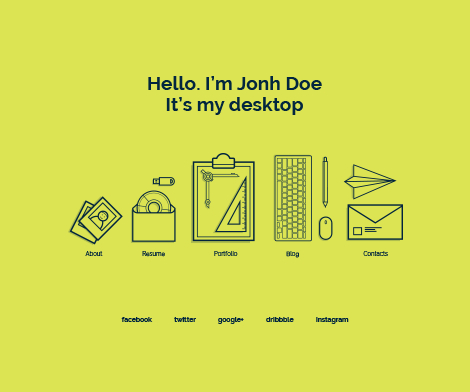 Hello. I'm Jonh Doe
It's my desktop
About Resume Portfolio Blog Contacts
facebook twitter google+ dribbble instagram